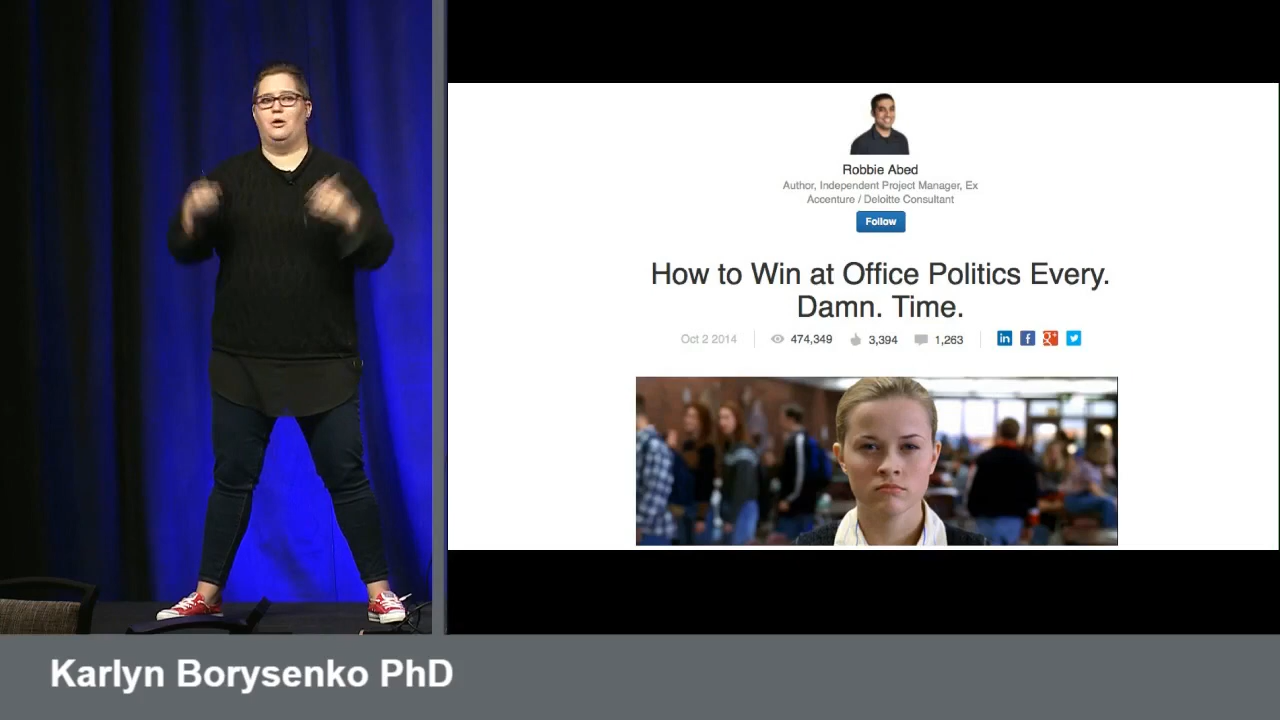 Robbie Abed
Author, Independent Project Manager, Ex
Accenture / Deloitte Consultant
Follow
How to Win at Office Politics Every.
Damn. Time.
Oct 2 2014 474,349 3,394 1,263 in f g+
Karlyn Borysenko PhD